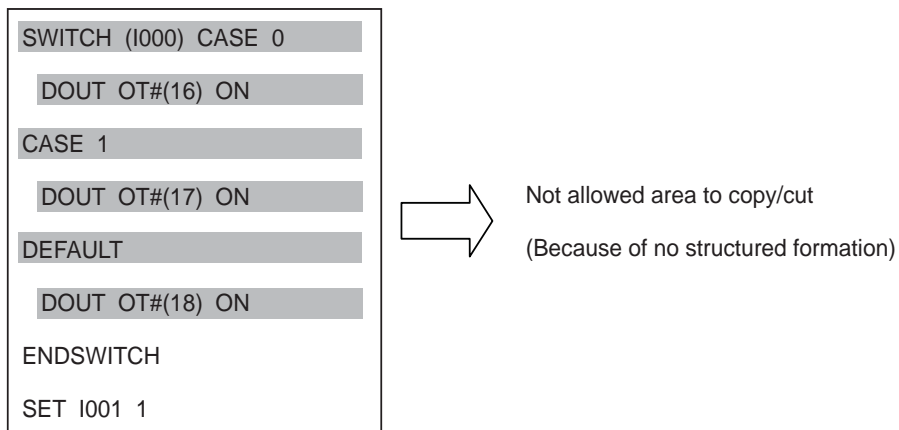 SWITCH (I000) CASE 0
DOUT OT#(16) ON
CASE 1
DOUT OT#(17) ON
DEFAULT
DOUT OT#(18) ON
ENDSWITCH
SET I001 1
Not allowed area to copy/cut
(Because of no structured formation)